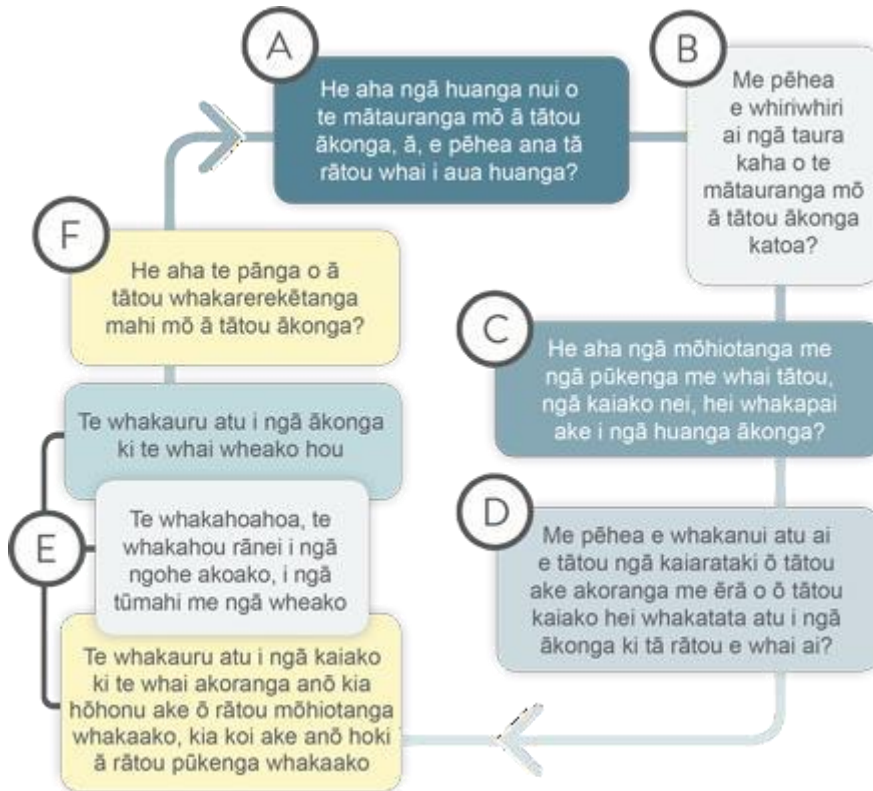 A
He aha ngā huanga nui o
te mātauranga mō ā tātou
ākonga, ā, e pēhea ana tā
rātou whai i aua huanga?
B
Me pēhea
e whiriwhiri
ai ngā taura
kaha o te
mātauranga mō
ā tātou ākonga
katoa?
C
He aha ngā mōhiotanga me
ngā pūkenga me whai tātou,
ngā kaiako nei, hei whakapai
ake i ngā huanga ākonga?
D
Me pēhea e whakanui atu ai
e tātou ngā kaiarataki ō tātou
ake akoranga me ērā o ō tātou
kaiako hei whakatata atu i ngā
ākonga ki tā rātou e whai ai?
E
Te whakauru atu i ngā kaiako
ki te whai akoranga anō kia
hōhonu ake ō rātou mōhiotanga
whakaako, kia koi ake anō hoki
ā rātou pūkenga whakaako
Te whakahoahoa, te
whakahou rānei i ngā
ngohe akoako, i ngā
tūmahi me ngā wheako
Te whakauru atu i ngā ākonga
ki te whai wheako hou
F
He aha te pānga o ā
tātou whakarerekētanga
mahi mō ā tātou ākonga?